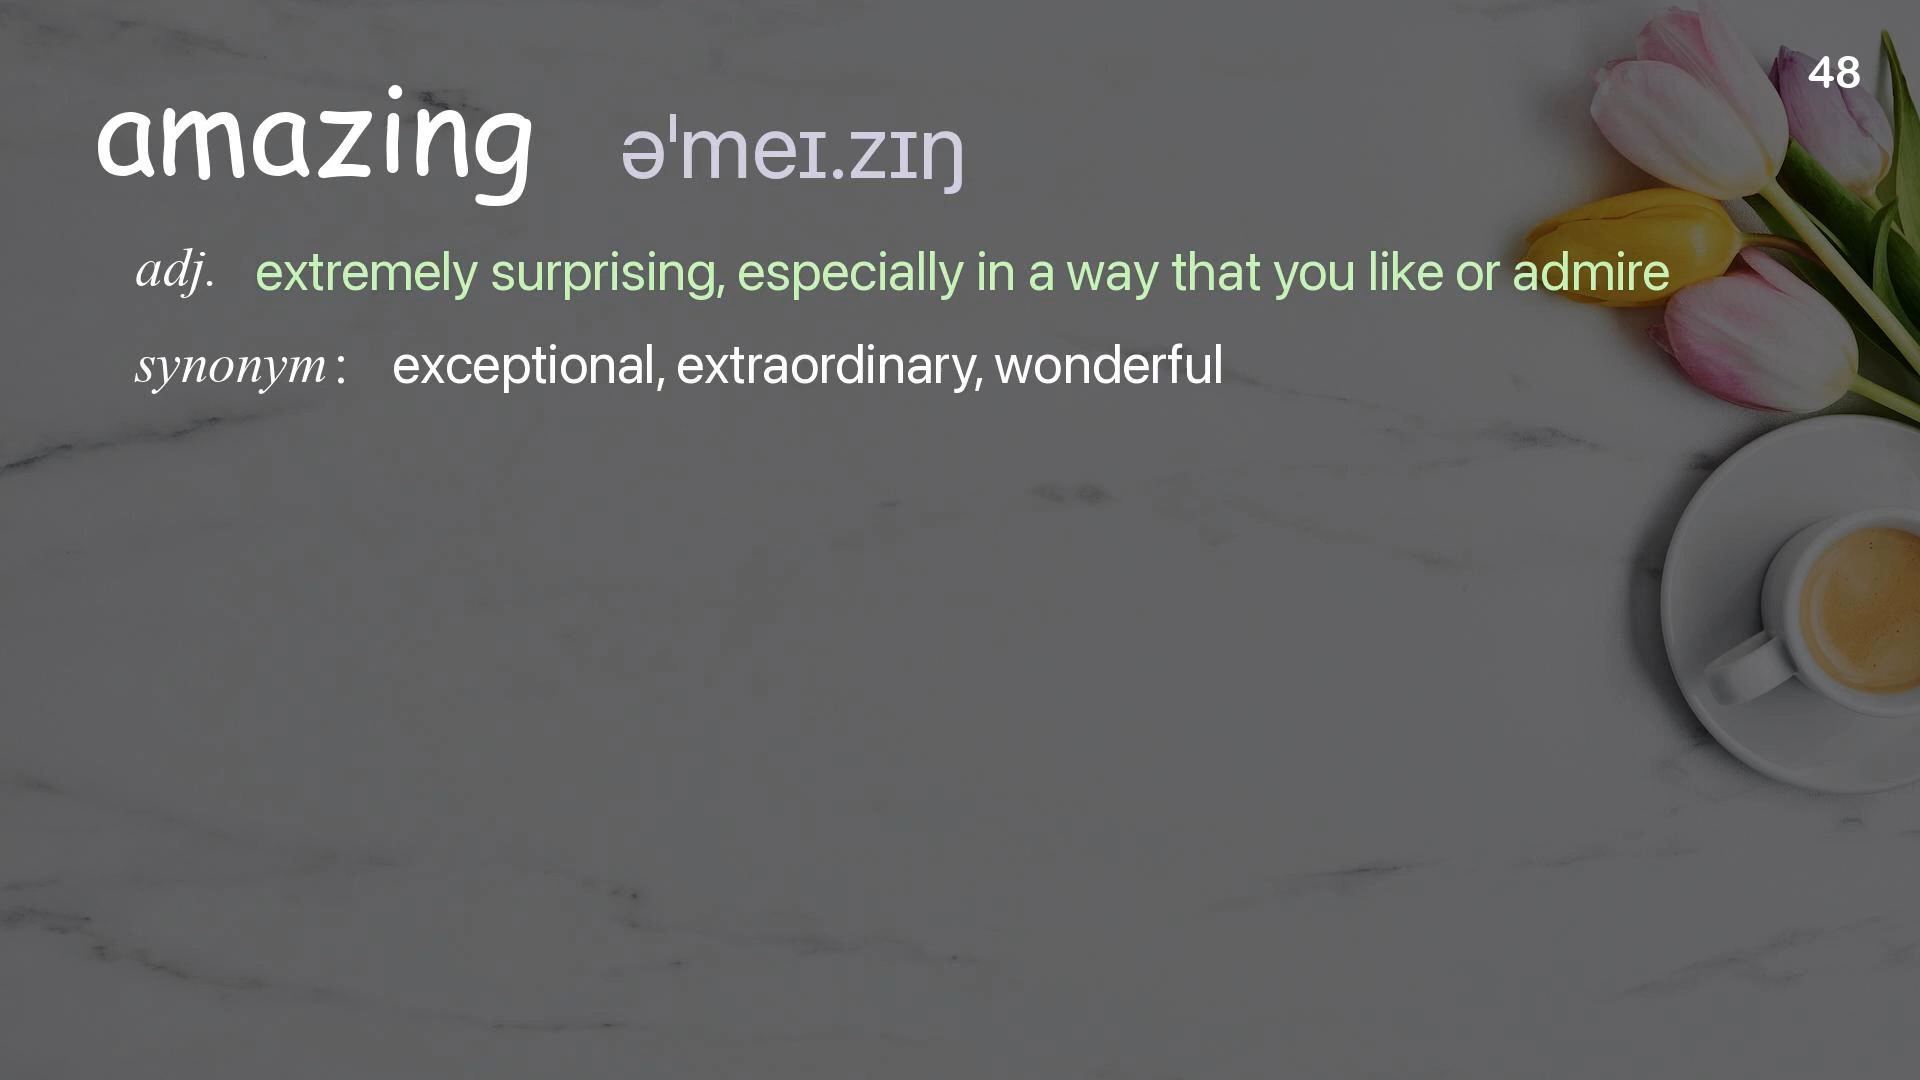 48
amazing əˈmeɪ.zɪŋ
adj. extremely surprising, especially in a way that you like or admire
synonym: exceptional, extraordinary, wonderful